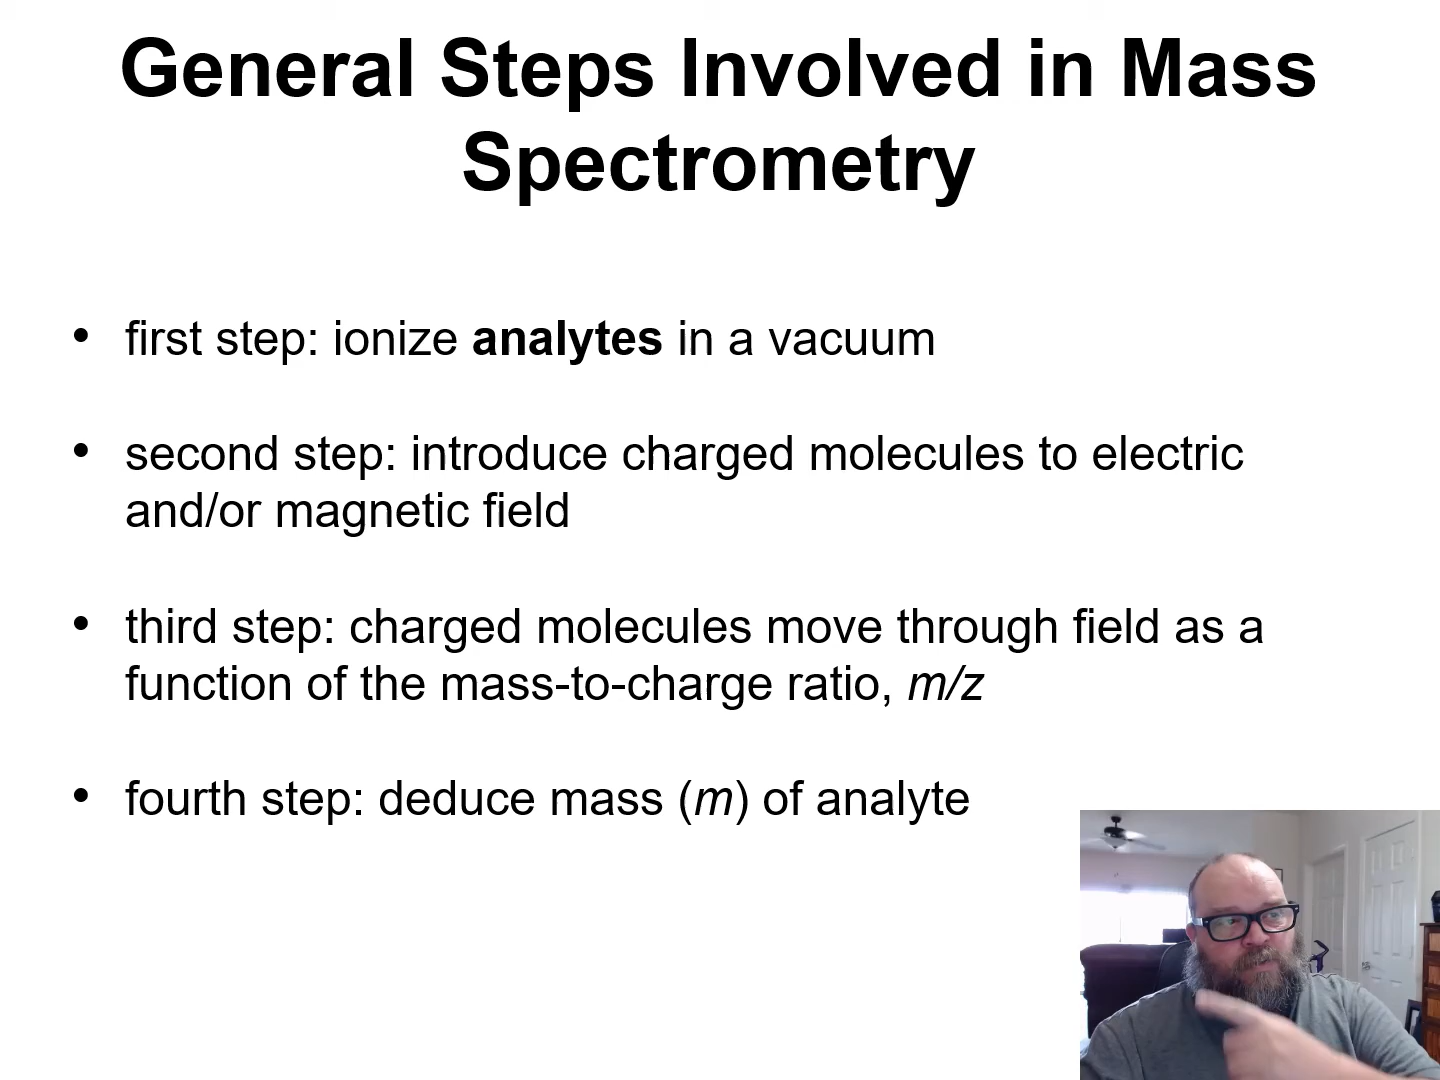 General Steps Involved in Mass
Spectrometry
• first step: ionize analytes in a vacuum
• second step: introduce charged molecules to electric
and/or magnetic field
• third step: charged molecules move through field as a
function of the mass-to-charge ratio, m/z
• fourth step: deduce mass (m) of analyte